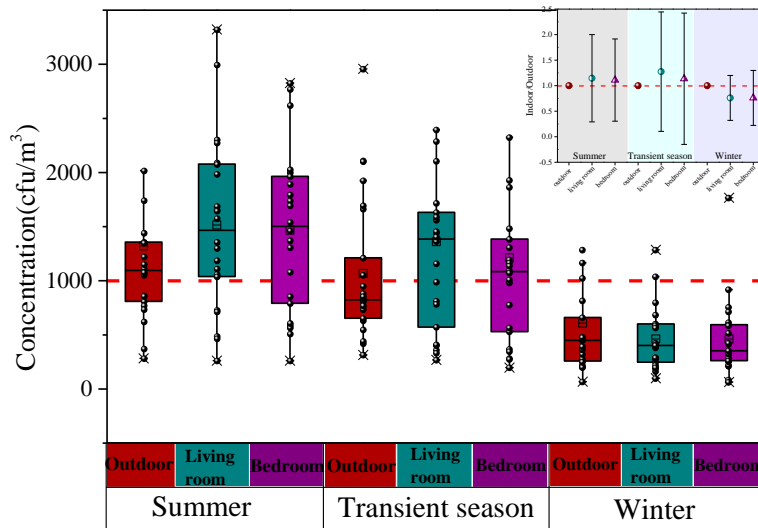 3000
2000
1000
0
Concentration(cfu/m³)
2.5
2.0
1.5
1.0
0.5
0.0
-0.5
Indoor/Outdoor
Summer Transient season Winter
outdoor living room bedroom outdoor living room bedroom outdoor living room bedroom
Outdoor Living room Bedroom Outdoor Living room Bedroom Outdoor Living room Bedroom
Summer Transient season Winter